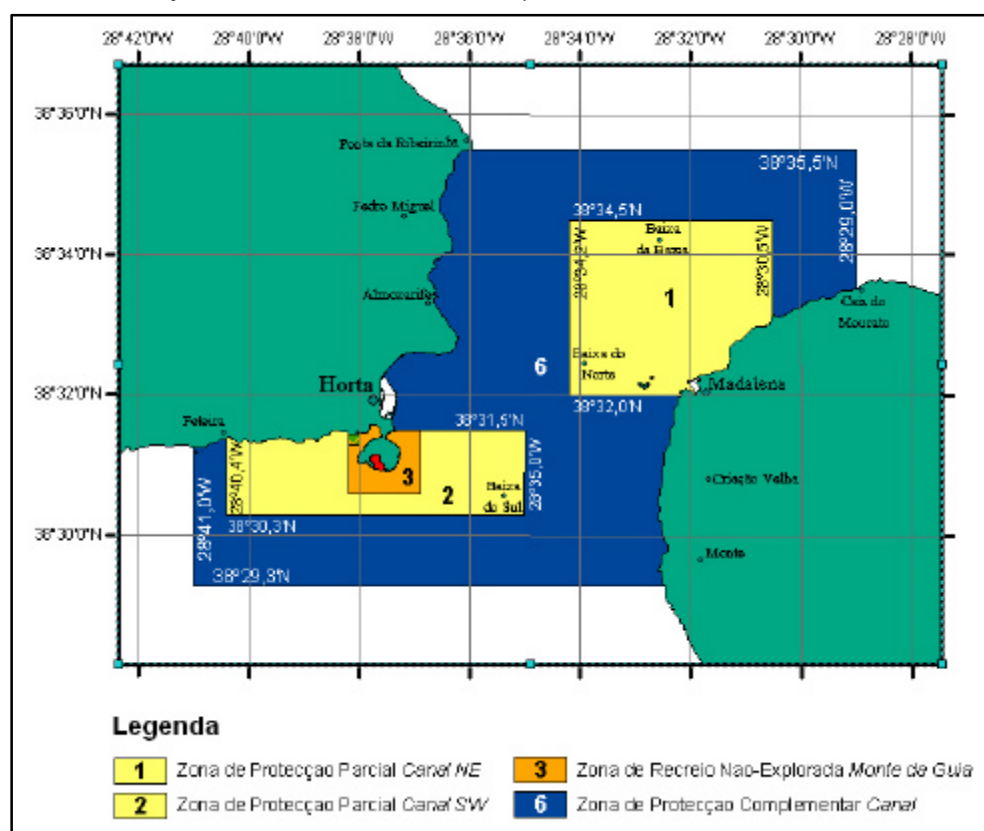 28°42'0"W 28°40'0"W 28°38'0"W 28°36'0"W 28°34'0"W 28°32'0"W 28°30'0"W 28°28'0"W
38°36'0"N
Ponta da Ribeirinha
38°35,5'N
28°29,0'W
Pedro Miguel
38°34,5'N
38°34'0"N
Baixa
da Barca
28°34,2'W
28°30,5'W
Almoxarife
1
Cais do
Mourato
Baixa do
Norte
6
Horta
Madalena
38°32'0"N
38°32,0'N
Feteira
38°31,5'N
28°40,4'W
3
2
Baixa
do Sul
28°35,0'W
Criação Velha
28°41,0'W
38°30,3'N
38°30'0"N
Monte
38°29,3'N
Legenda
1 Zona de Protecçao Parcial Canal NE
3 Zona de Recreio Nao-Explorada Monte da Guia
2 Zona de Protecçao Parcial Canal SW
6 Zona de Protecçao Complementar Canal